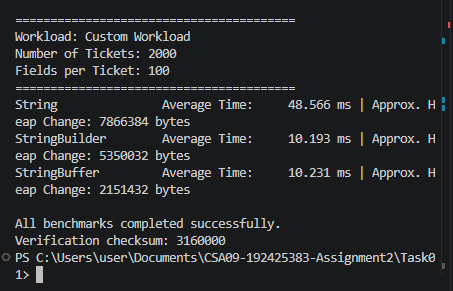 ===================================
Workload: Custom Workload
Number of Tickets: 2000
Fields per Ticket: 100
===================================
String             Average Time:     48.566 ms | Approx. H
eap Change: 7866384 bytes
StringBuilder      Average Time:     10.193 ms | Approx. H
eap Change: 5350032 bytes
StringBuffer       Average Time:     10.231 ms | Approx. H
eap Change: 2151432 bytes

All benchmarks completed successfully.
Verification checksum: 3160000
PS C:\Users\user\Documents\CSA09-192425383-Assignment2\Task0
1>